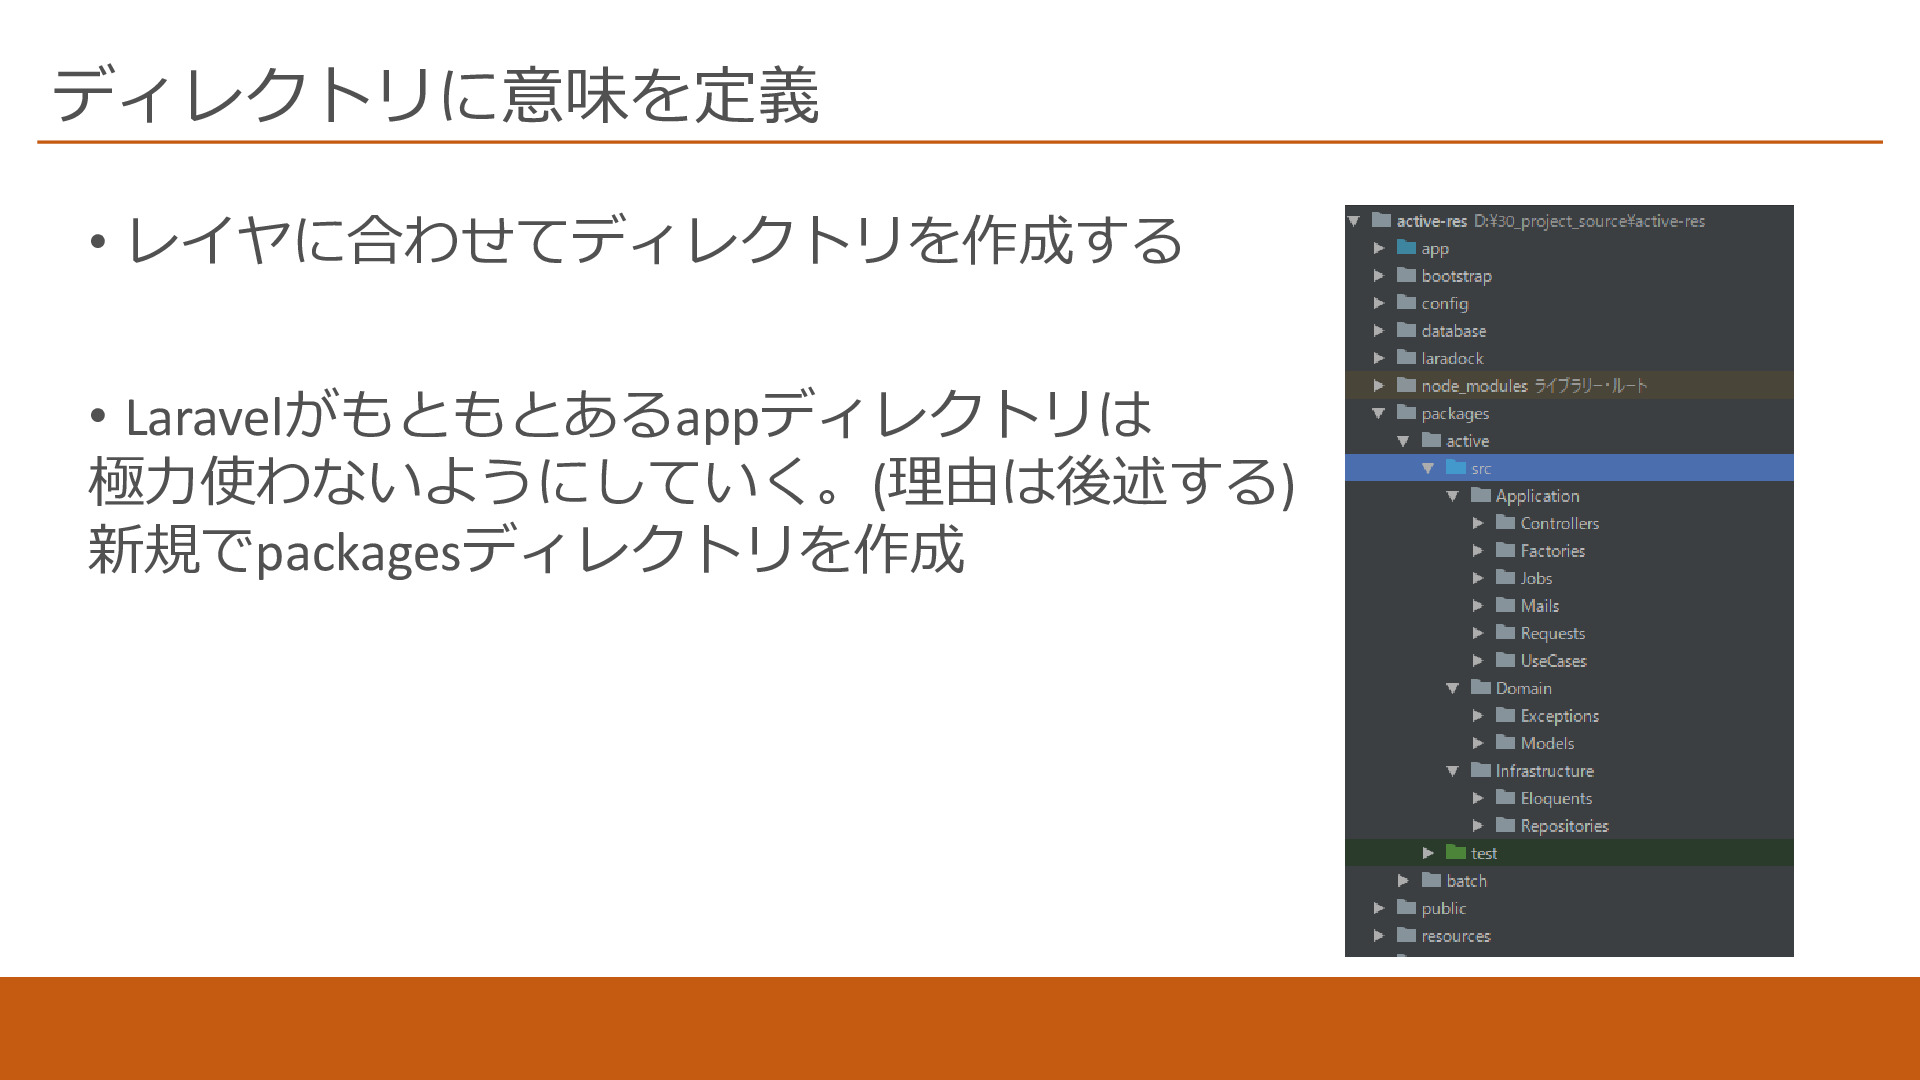 ディレクトリに意味を定義
• レイヤに合わせてディレクトリを作成する
• Laravelがもともとあるappディレクトリは
極力使わないようにしていく。(理由は後述する)
新規でpackagesディレクトリを作成
active-res D:¥30_project_source¥active-res
app
bootstrap
config
database
laradock
node_modules ライブラリー・ルート
packages
active
src
Application
Controllers
Factories
Jobs
Mails
Requests
UseCases
Domain
Exceptions
Models
Infrastructure
Eloquents
Repositories
test
batch
public
resources